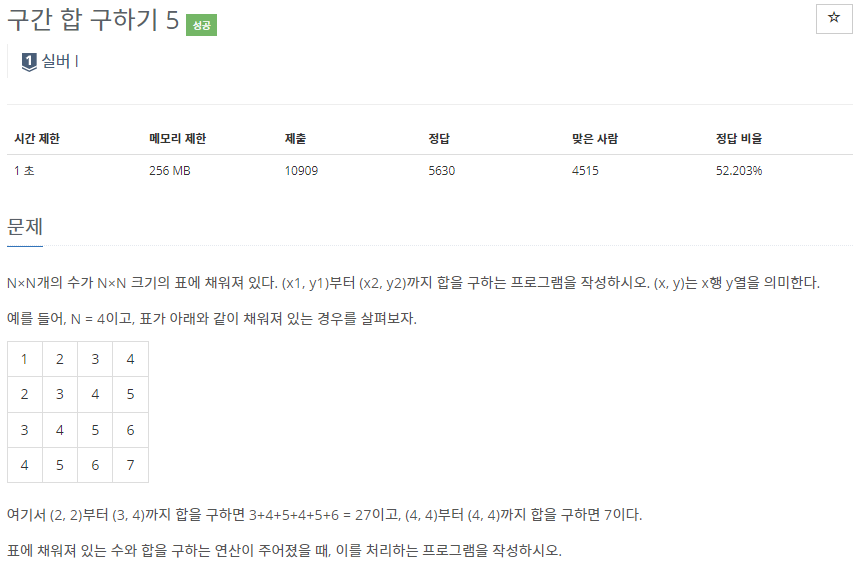 구간 합 구하기 5 성공
☆
1 실버 I
시간 제한 메모리 제한 제출 정답 맞은 사람 정답 비율
1 초 256 MB 10909 5630 4515 52.203%
문제
N×N개의 수가 N×N 크기의 표에 채워져 있다. (x1, y1)부터 (x2, y2)까지 합을 구하는 프로그램을 작성하시오. (x, y)는 x행 y열을 의미한다.
예를 들어, N = 4이고, 표가 아래와 같이 채워져 있는 경우를 살펴보자.
1 2 3 4
2 3 4 5
3 4 5 6
4 5 6 7
여기서 (2, 2)부터 (3, 4)까지 합을 구하면 3+4+5+4+5+6 = 27이고, (4, 4)부터 (4, 4)까지 합을 구하면 7이다.
표에 채워져 있는 수와 합을 구하는 연산이 주어졌을 때, 이를 처리하는 프로그램을 작성하시오.